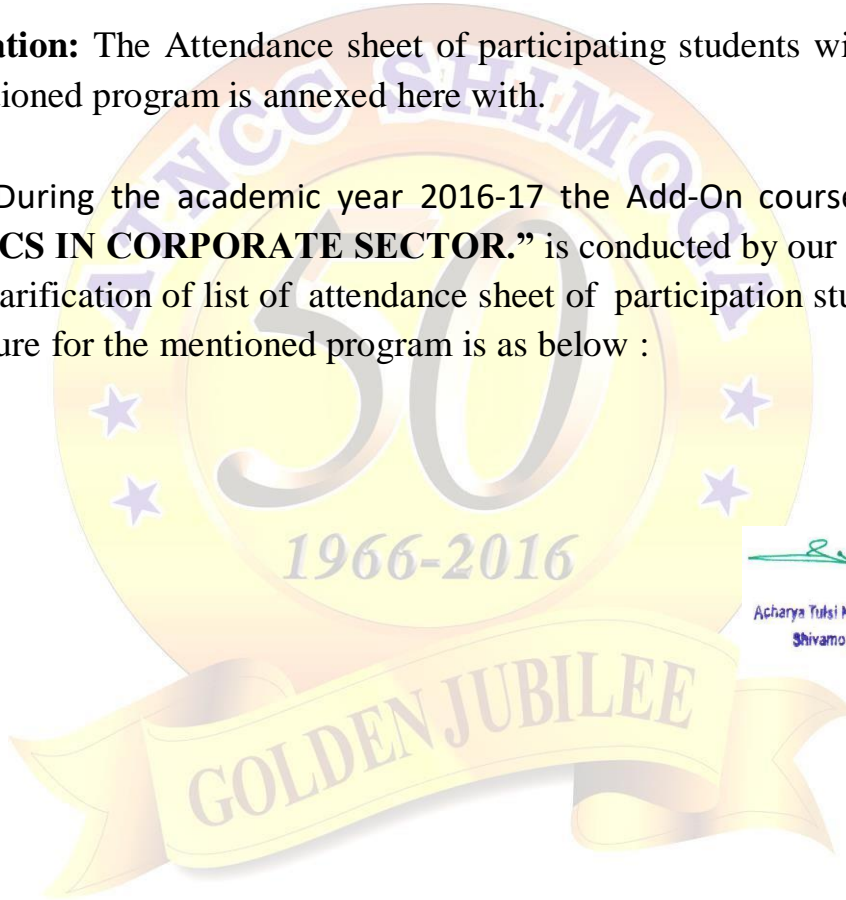 ation: The Attendance sheet of participating students wi
tioned program is annexed here with.
During the academic year 2016-17 the Add-On course
CS IN CORPORATE SECTOR.” is conducted by our
arification of list of attendance sheet of participation stu
ure for the mentioned program is as below :
ATNCC SHIMOGA
50
1966-2016
GOLDEN JUBILEE
Acharya Tulsi N
Shivamo